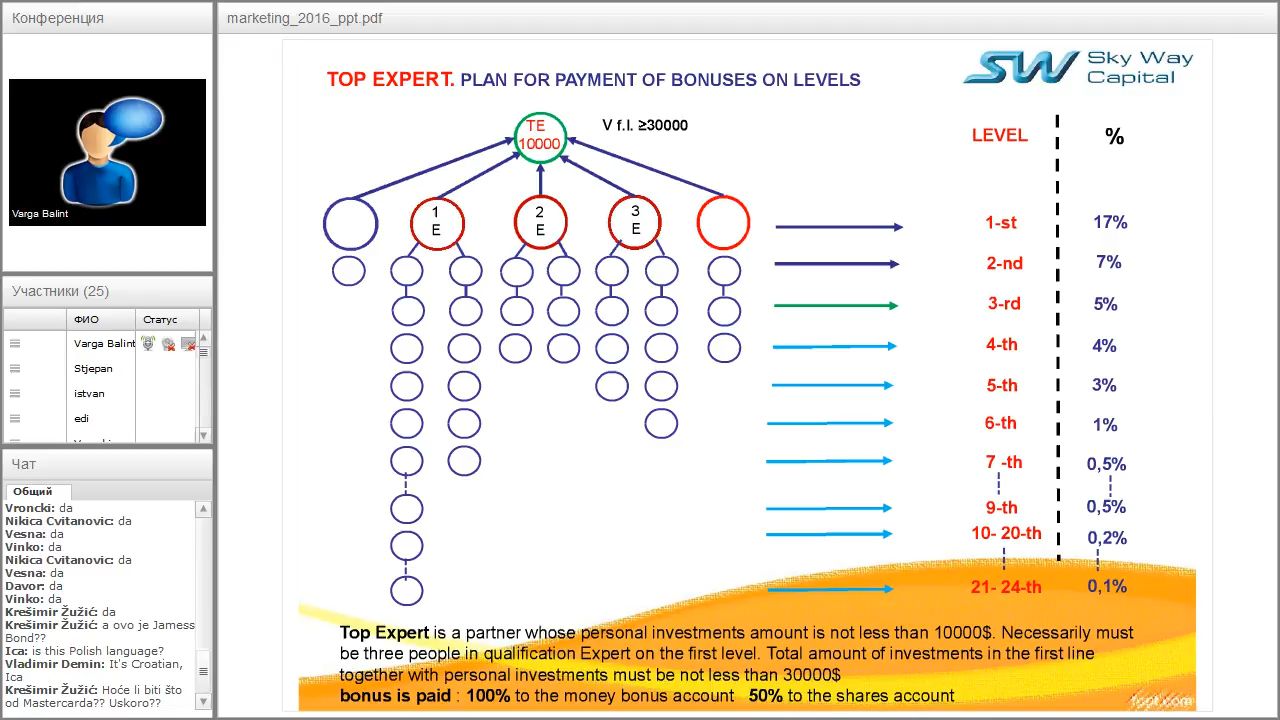 Конференция
marketing_2016_ppt.pdf
Varga Balint
Участники (25)
ФИО
Статус
Varga Balint
Stjepan
istvan
edi
Чат
Общий
Vroncki: da
Nikica Cvitanovic: da
Vesna: da
Vinko: da
Nikica Cvitanovic: da
Vesna: da
Davor: da
Vinko: da
Krešimir Žužić: da
Krešimir Žužić: a ovo je Jamess
Bond??
Ica: is this Polish language?
Vladimir Demin: It's Croatian,
Ica
Krešimir Žužić: Hoće li biti što
od Mastercarda?? Uskoro??
TOP EXPERT. PLAN FOR PAYMENT OF BONUSES ON LEVELS
SW Sky Way
Capital
TE
10000
V f.l. ≥30000
LEVEL %
1
E
2
E
3
E
1-st 17%
2-nd 7%
3-rd 5%
4-th 4%
5-th 3%
6-th 1%
7 -th 0,5%
9-th 0,5%
10- 20-th 0,2%
21- 24-th 0,1%
Top Expert is a partner whose personal investments amount is not less than 10000$. Necessarily must
be three people in qualification Expert on the first level. Total amount of investments in the first line
together with personal investments must be not less than 30000$
bonus is paid : 100% to the money bonus account 50% to the shares account
fppt.com